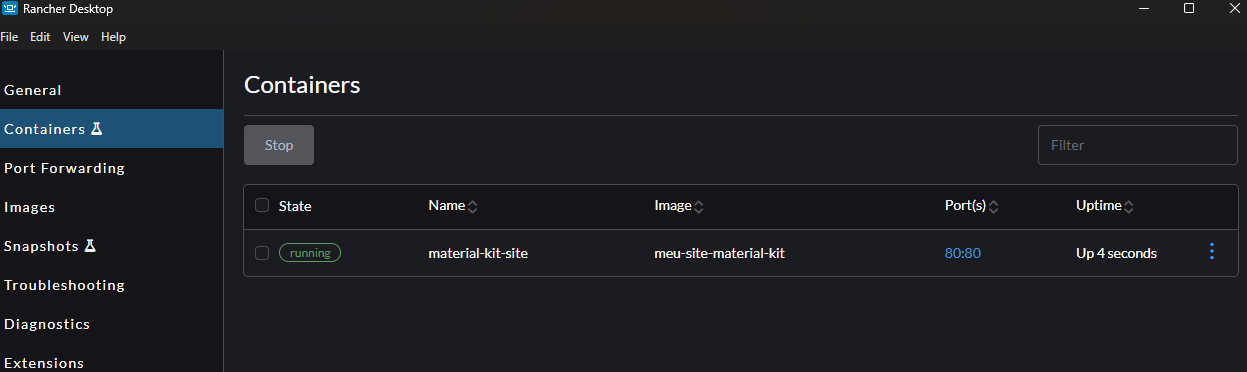 Rancher Desktop
File Edit View Help
General
Containers
Port Forwarding
Images
Snapshots
Troubleshooting
Diagnostics
Extensions
Containers
Stop
Filter
State Name Image Port(s) Uptime
running material-kit-site meu-site-material-kit 80:80 Up 4 seconds